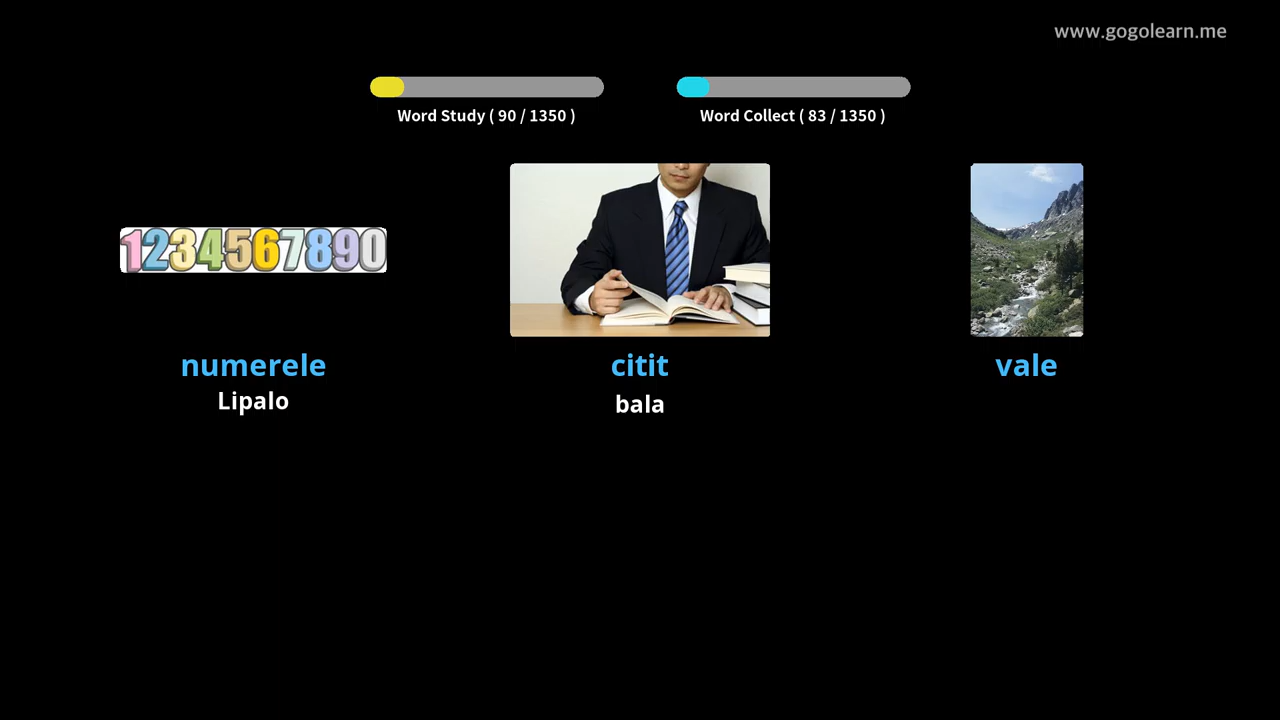 www.gogolearn.me
Word Study ( 90 / 1350 )
Word Collect ( 83 / 1350 )
1234567890
numerele
citit
vale
Lipalo
bala